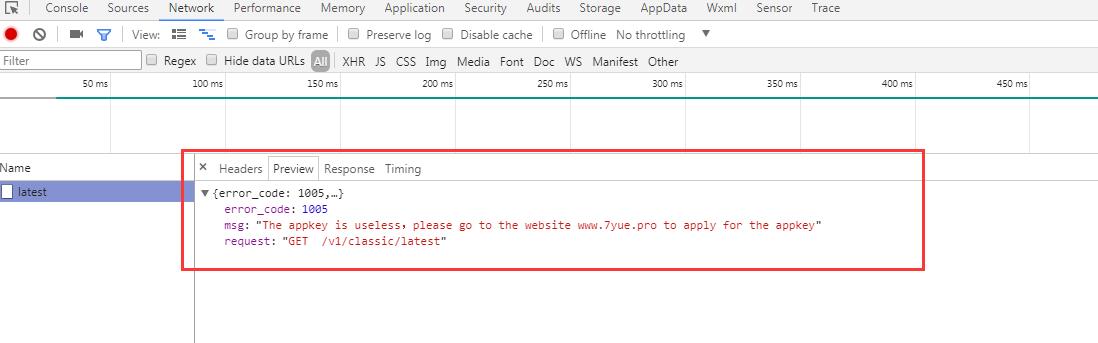 Console Sources Network Performance Memory Application Security Audits Storage AppData Wxml Sensor Trace
View: Group by frame Preserve log Disable cache Offline No throttling
Filter Regex Hide data URLs All XHR JS CSS Img Media Font Doc WS Manifest Other
50 ms 100 ms 150 ms 200 ms 250 ms 300 ms 350 ms 400 ms 450 ms
Name × Headers Preview Response Timing
latest
{error_code: 1005,…}
error_code: 1005
msg: "The appkey is useless，please go to the website www.7yue.pro to apply for the appkey"
request: "GET  /v1/classic/latest"